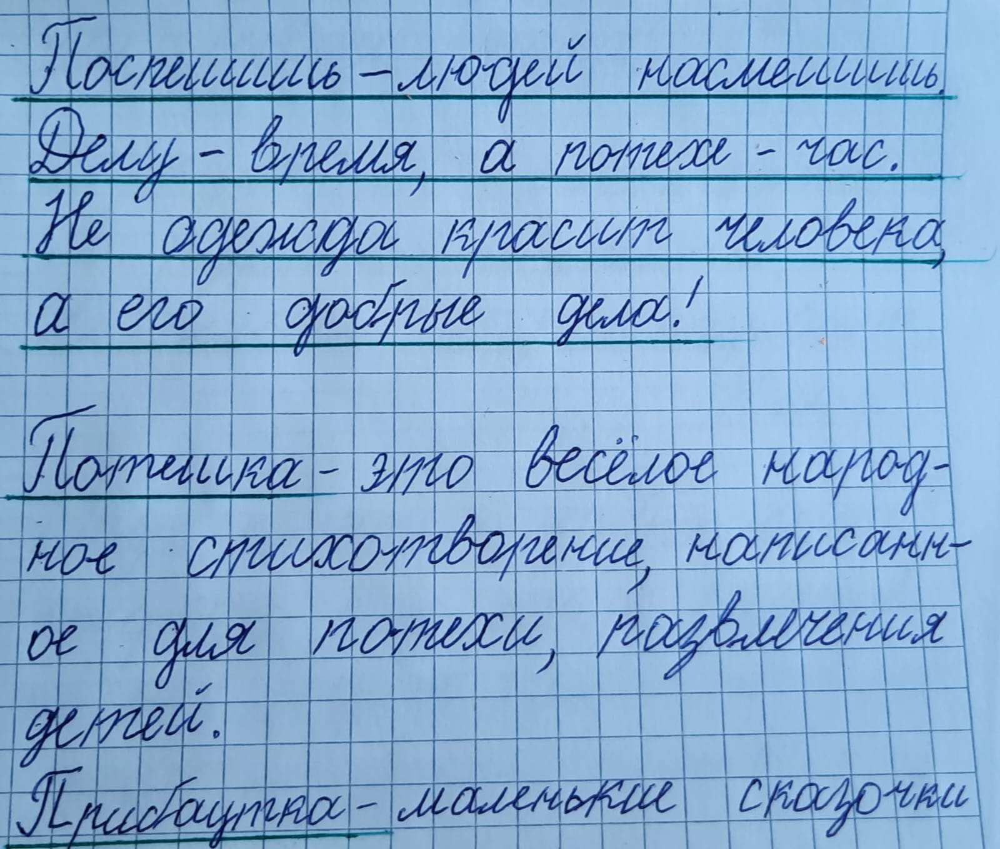 Поспешишь – людей насмешишь.
Делу – время, а потехе – час.
Не одежда красит человека,
а его добрые дела!
Потешка – это весёлое народ-
ное стихотворение, написанн-
ое для потехи, развлечения
детей.
Прибаутка – маленькие сказочки